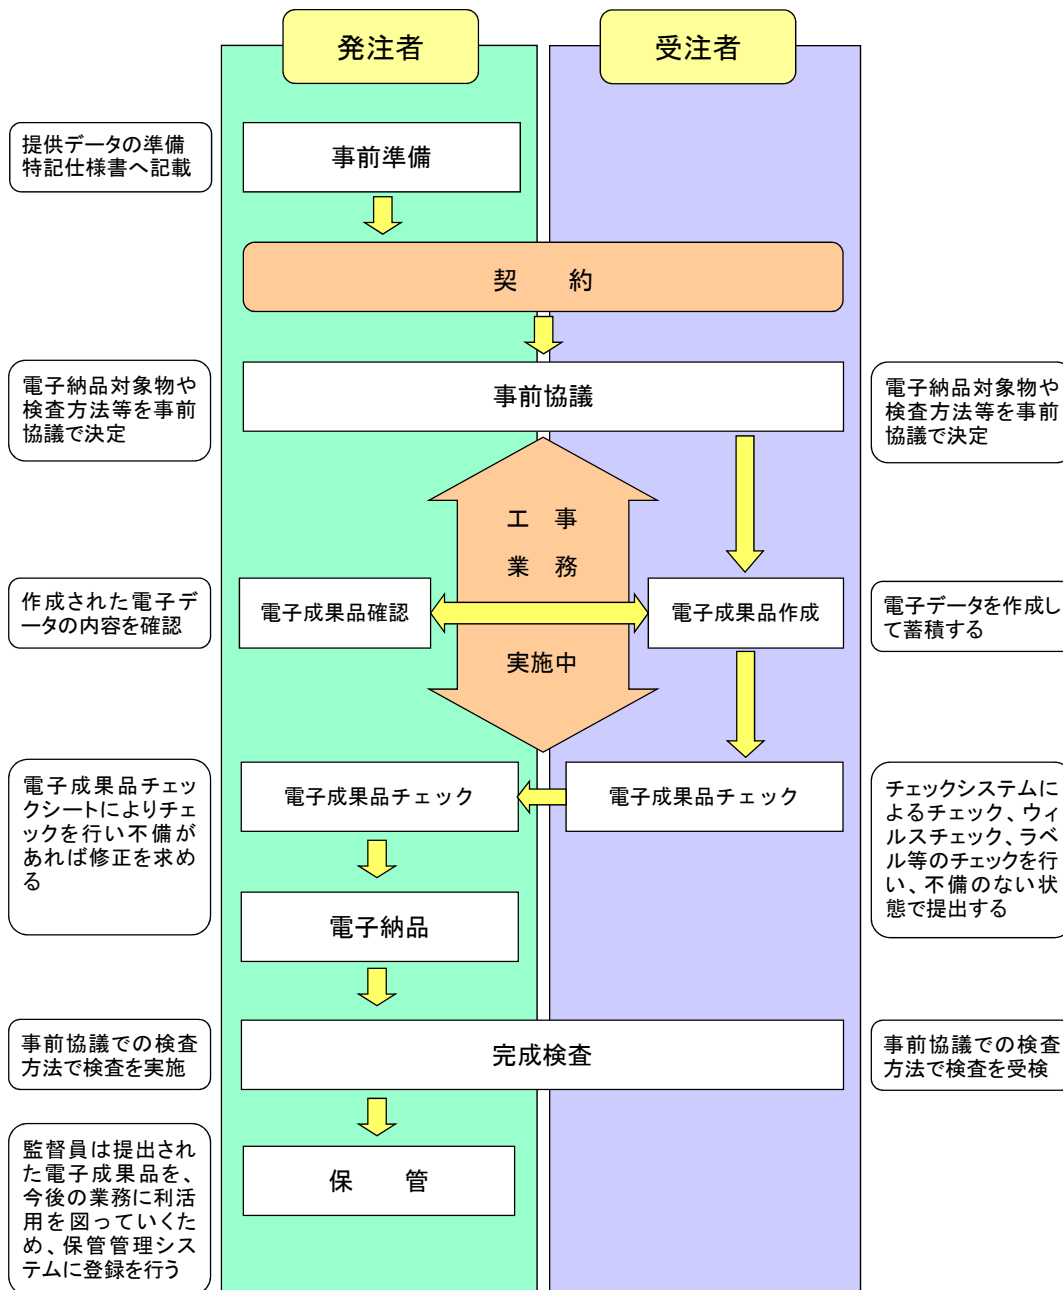 発注者
受注者
提供データの準備
特記仕様書へ記載
事前準備
契　　約
電子納品対象物や
検査方法等を事前
協議で決定
事前協議
電子納品対象物や
検査方法等を事前
協議で決定
工　事
業　務
実施中
作成された電子デ
ータの内容を確認
電子成果品確認
電子成果品作成
電子データを作成し
て蓄積する
電子成果品チェッ
クシートによりチェ
ックを行い不備が
あれば修正を求め
る
電子成果品チェック
電子成果品チェック
チェックシステムに
よるチェック、ウィ
ルスチェック、ラベ
ル等のチェックを行
い、不備のない状
態で提出する
電子納品
事前協議での検査
方法で検査を実施
完成検査
事前協議での検査
方法で検査を受検
監督員は提出され
た電子成果品を、
今後の業務に利活
用を図っていくた
め、保管管理シス
テムに登録を行う
保　　管